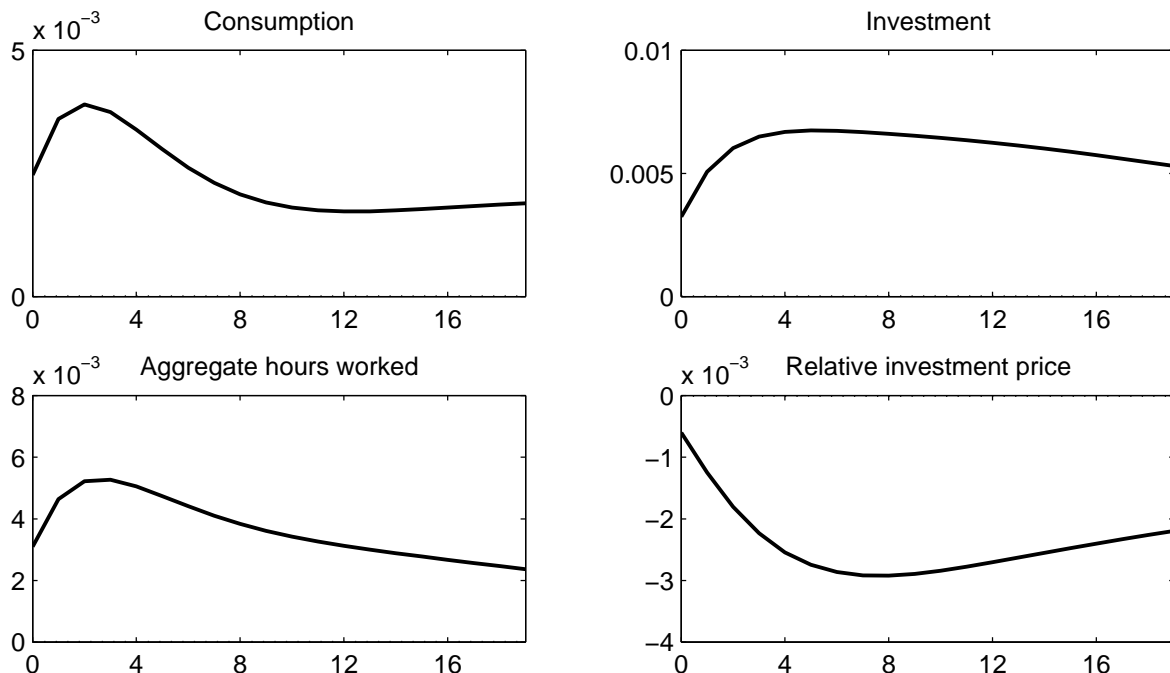 Consumption
x 10⁻³
5
0
0 4 8 12 16
Investment
0.01
0.005
0
0 4 8 12 16
Aggregate hours worked
x 10⁻³
8
6
4
2
0
0 4 8 12 16
Relative investment price
x 10⁻³
0
−1
−2
−3
−4
0 4 8 12 16